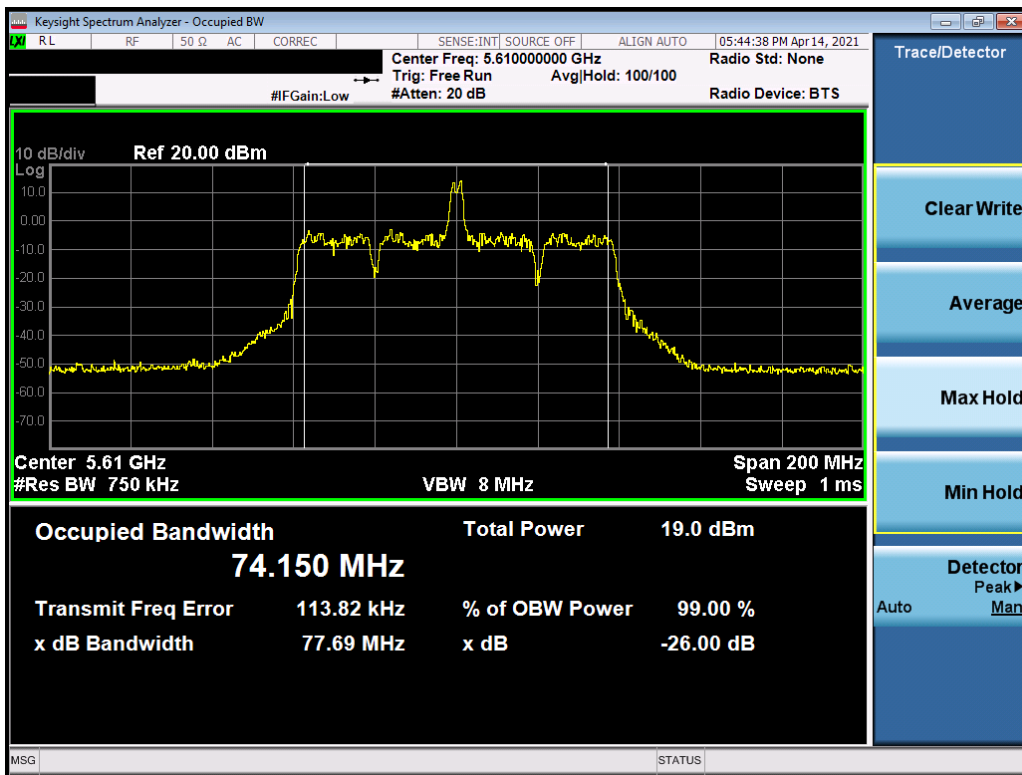 Keysight Spectrum Analyzer - Occupied BW
LXI RL RF 50 Ω AC CORREC SENSE:INT SOURCE OFF ALIGN AUTO 05:44:38 PM Apr 14, 2021
Center Freq: 5.610000000 GHz Radio Std: None
Trig: Free Run Avg|Hold: 100/100
#IFGain:Low #Atten: 20 dB Radio Device: BTS
10 dB/div Ref 20.00 dBm
Log
10.0
0.00
-10.0
-20.0
-30.0
-40.0
-50.0
-60.0
-70.0
Center 5.61 GHz Span 200 MHz
#Res BW 750 kHz VBW 8 MHz Sweep 1 ms
Occupied Bandwidth Total Power 19.0 dBm
74.150 MHz
Transmit Freq Error 113.82 kHz % of OBW Power 99.00 %
x dB Bandwidth 77.69 MHz x dB -26.00 dB
MSG STATUS
Trace/Detector
Clear Write
Average
Max Hold
Min Hold
Detector
Peak▶
Auto Man